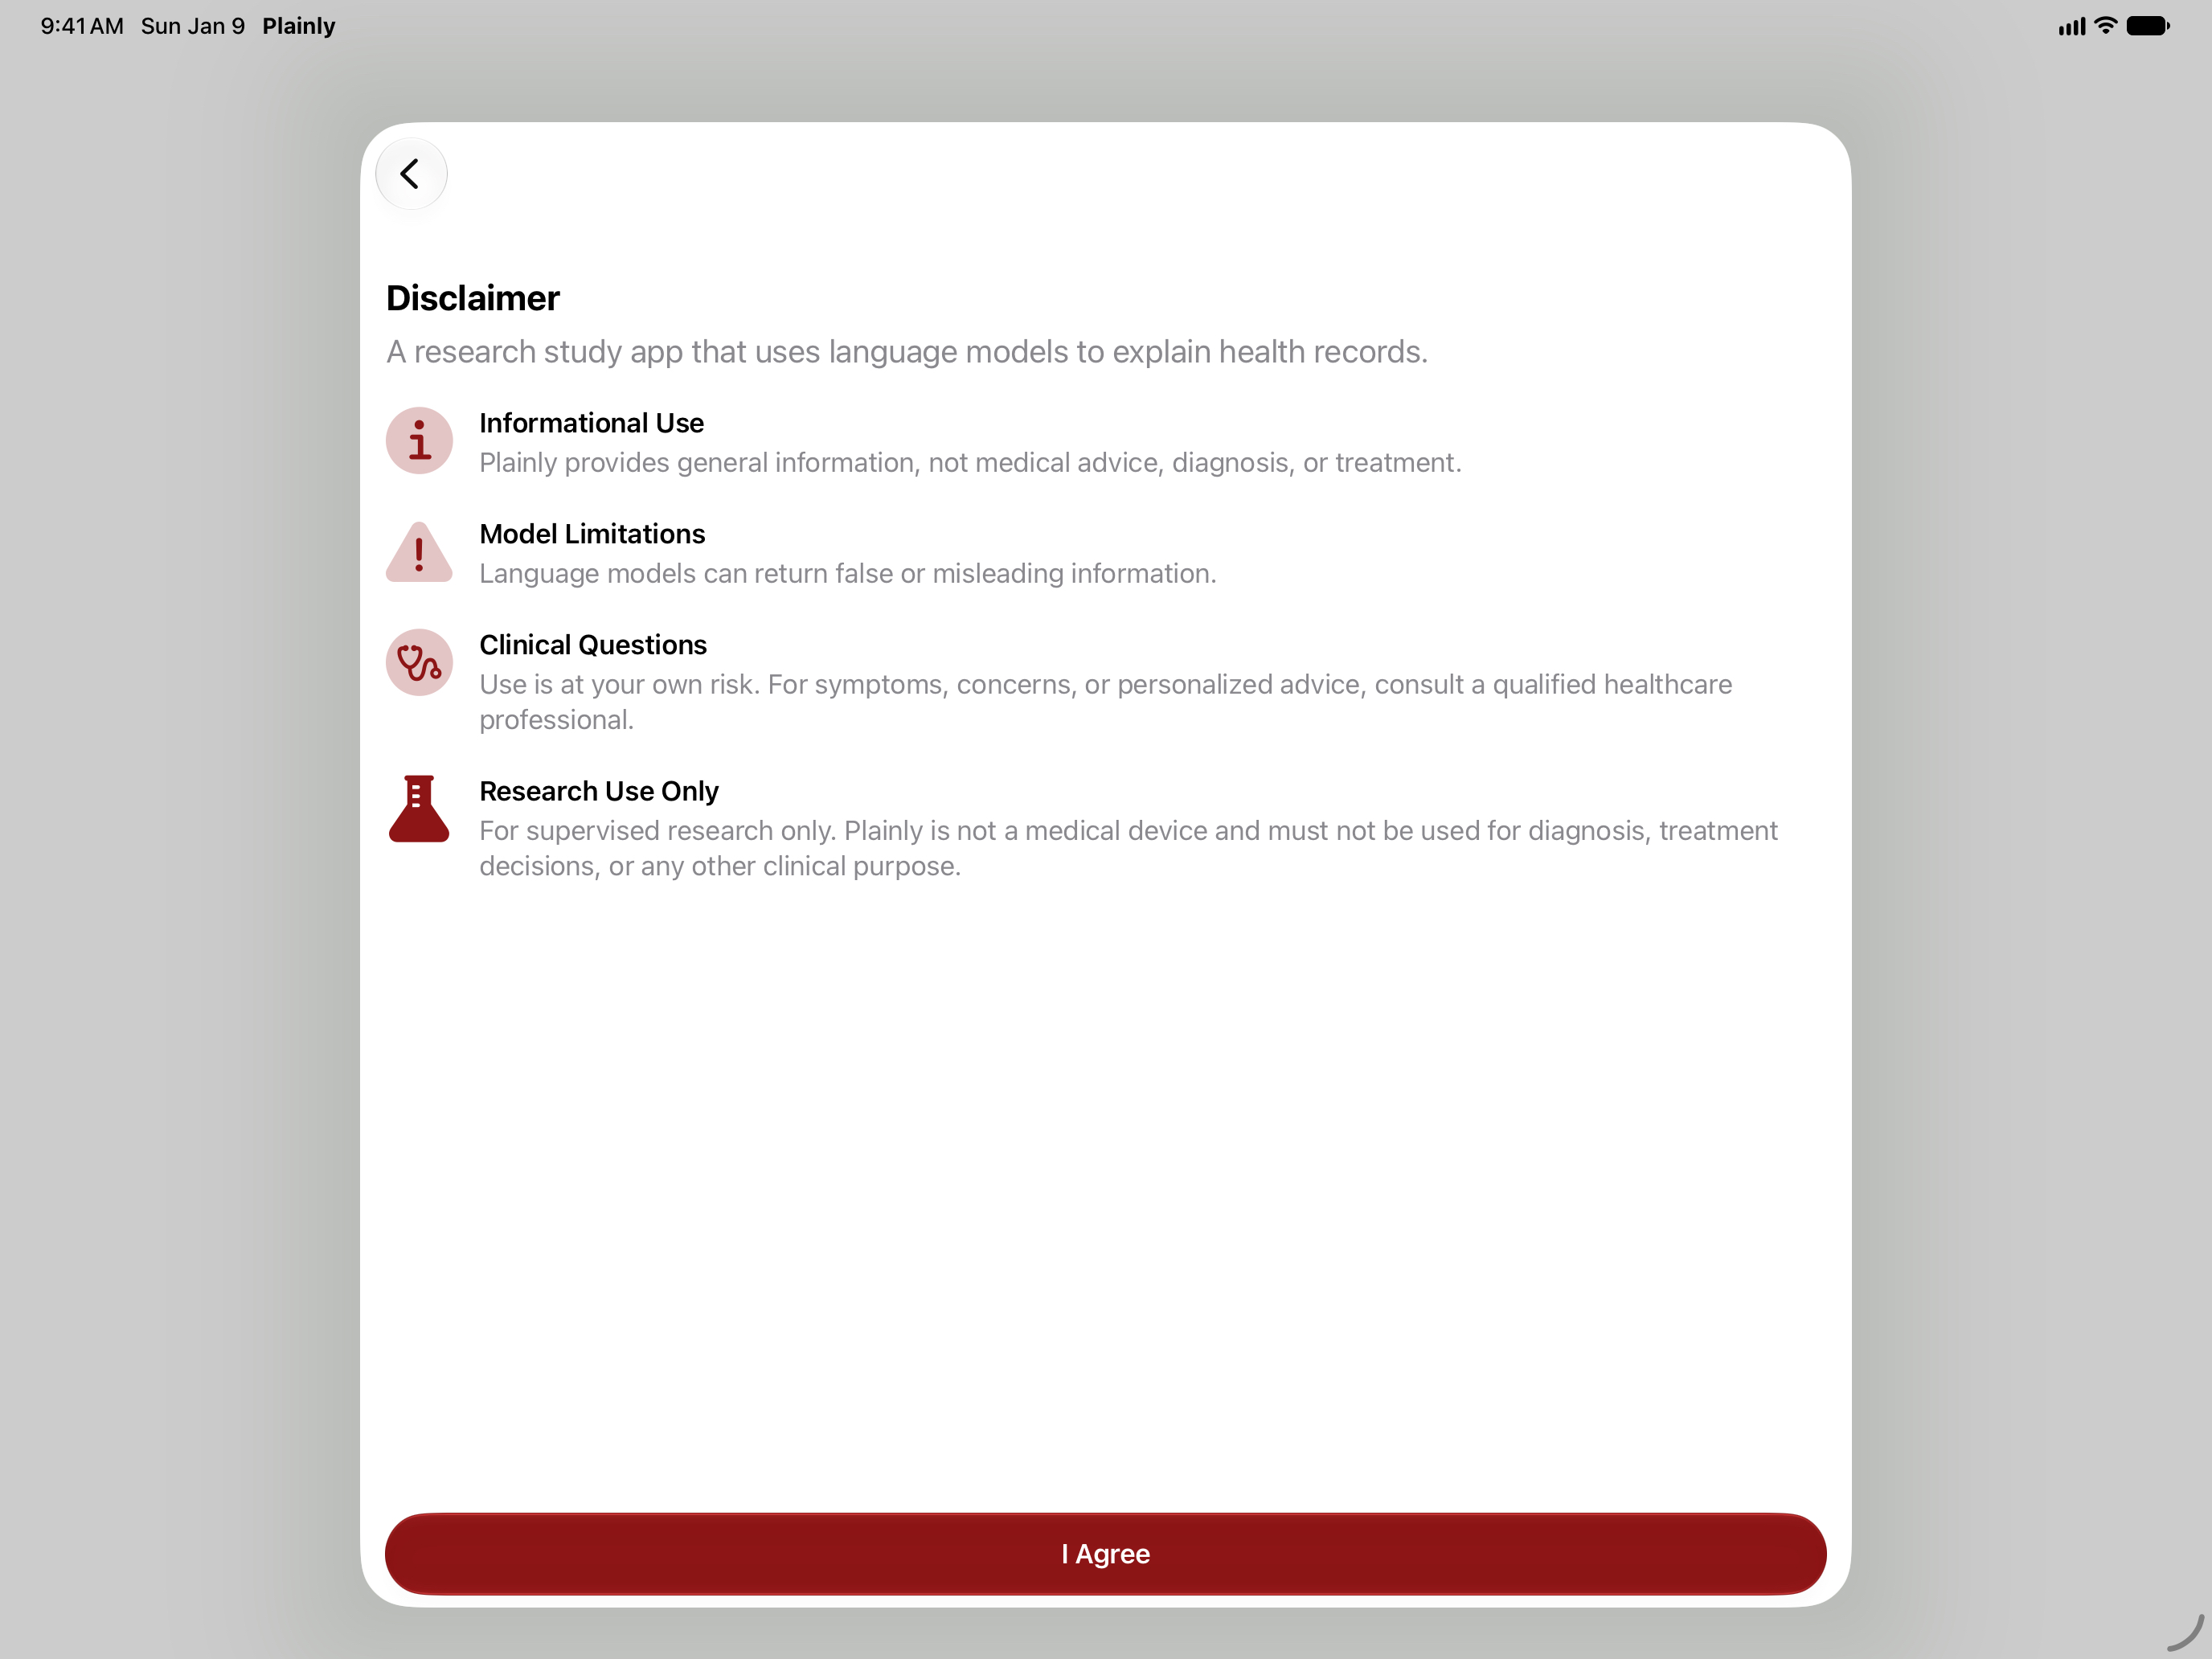 9:41 AM Sun Jan 9 Plainly
Disclaimer
A research study app that uses language models to explain health records.
Informational Use
Plainly provides general information, not medical advice, diagnosis, or treatment.
Model Limitations
Language models can return false or misleading information.
Clinical Questions
Use is at your own risk. For symptoms, concerns, or personalized advice, consult a qualified healthcare
professional.
Research Use Only
For supervised research only. Plainly is not a medical device and must not be used for diagnosis, treatment
decisions, or any other clinical purpose.
I Agree